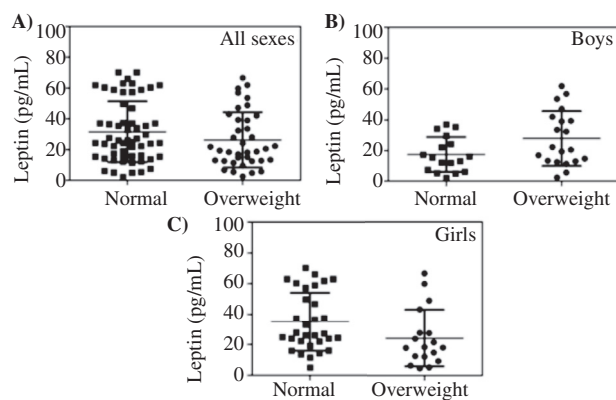 A)
All sexes
Leptin (pg/mL)
100
80
60
40
20
0
Normal
Overweight
B)
Boys
Leptin (pg/mL)
100
80
60
40
20
0
Normal
Overweight
C)
Girls
Leptin (pg/mL)
100
80
60
40
20
0
Normal
Overweight